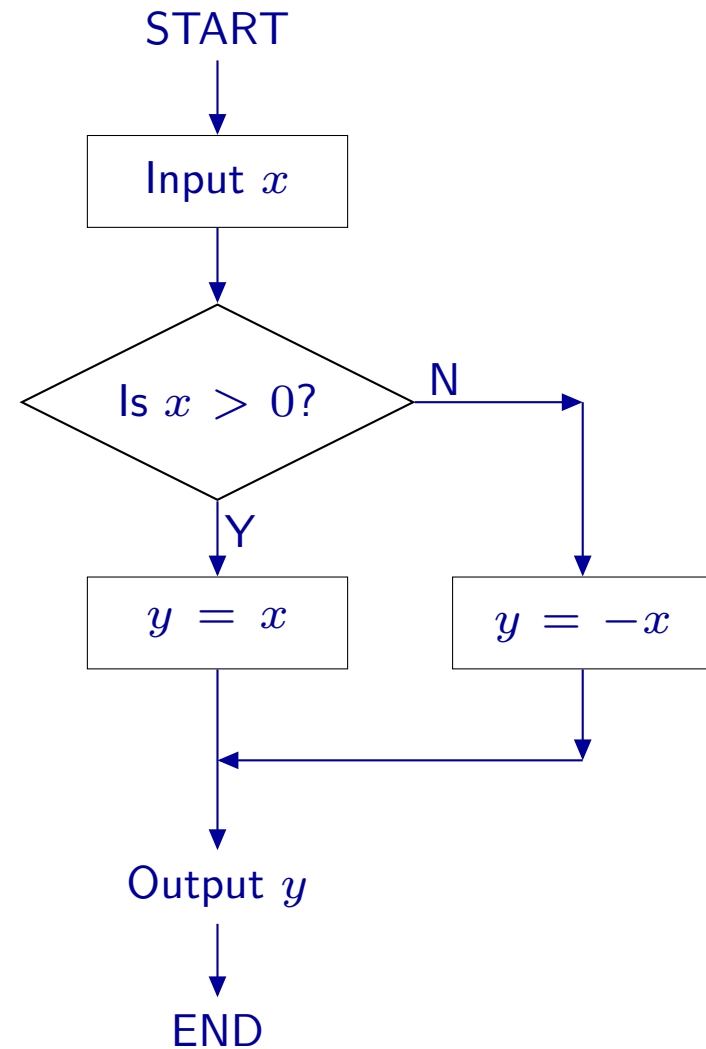 START
Input x
Is x > 0?
N
Y
y = x
y = −x
Output y
END